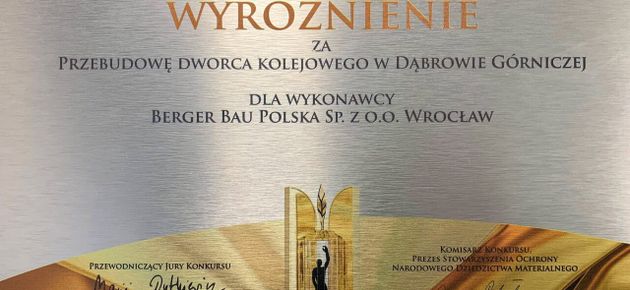 WYRÓŻNIENIE
ZA
PRZEBUDOWĘ DWORCA KOLEJOWEGO W DĄBROWIE GÓRNICZEJ
DLA WYKONAWCY
BERGER BAU POLSKA SP. Z O.O. WROCŁAW
PRZEWODNICZĄCY JURY KONKURSU
KOMISARZ KONKURSU,
PREZES STOWARZYSZENIA OCHRONY
NARODOWEGO DZIEDZICTWA MATERIALNEGO